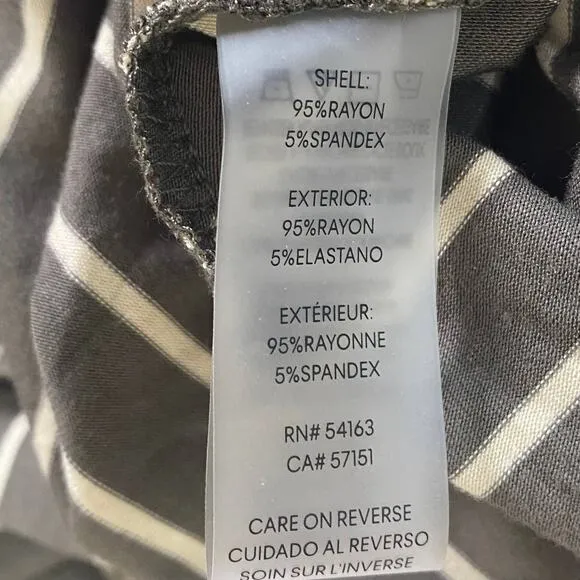 SHELL:
95%RAYON
5%SPANDEX
EXTERIOR:
95%RAYON
5%ELASTANO
EXTÉRIEUR:
95%RAYONNE
5%SPANDEX
RN# 54163
CA# 57151
CARE ON REVERSE
CUIDADO AL REVERSO
SOIN SUR L'INVERSE